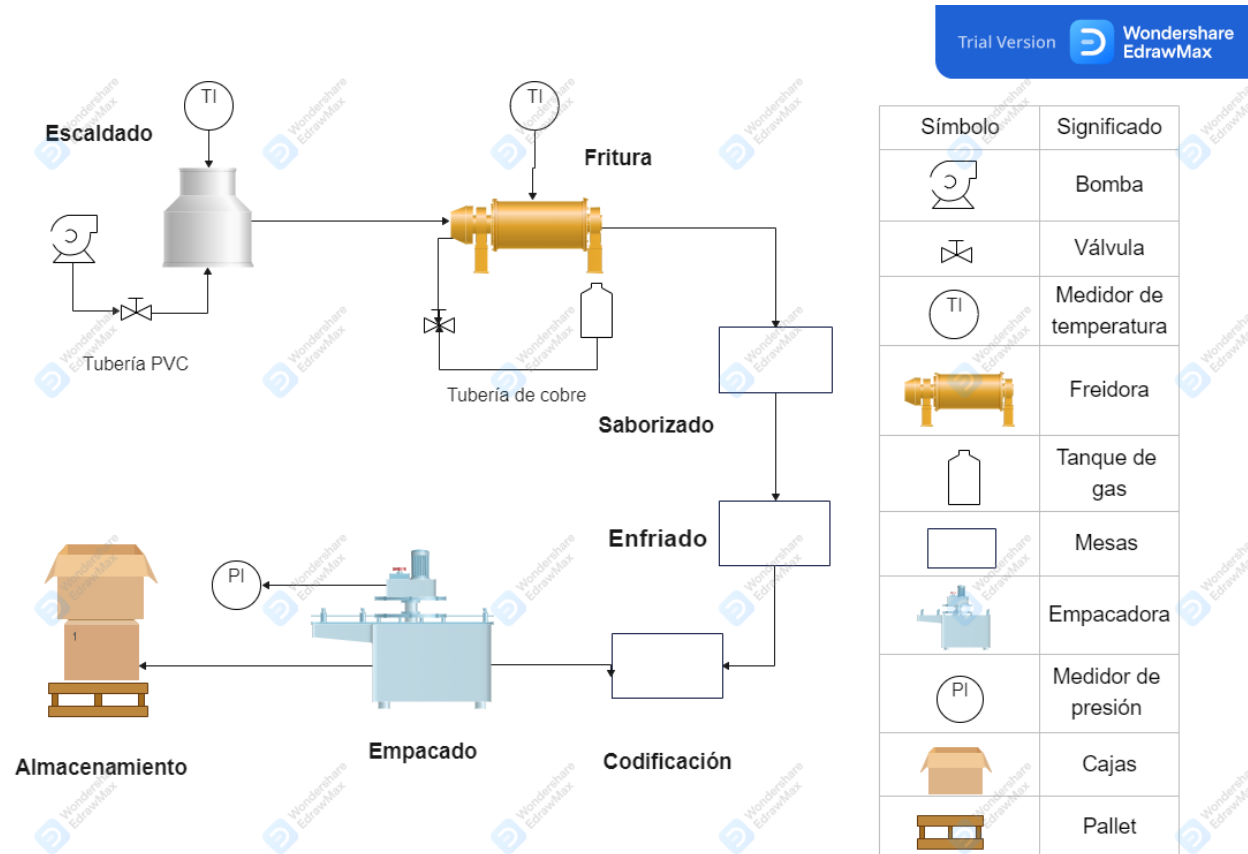 Trial Version
Wondershare
EdrawMax
TI
Escaldado
Tubería PVC
TI
Fritura
Tubería de cobre
Saborizado
Enfriado
PI
1
Almacenamiento
Empacado
Codificación
Símbolo Significado
Bomba
Válvula
TI
Medidor de
temperatura
Freidora
Tanque de
gas
Mesas
Empacadora
PI
Medidor de
presión
Cajas
Pallet
Wondershare
EdrawMax